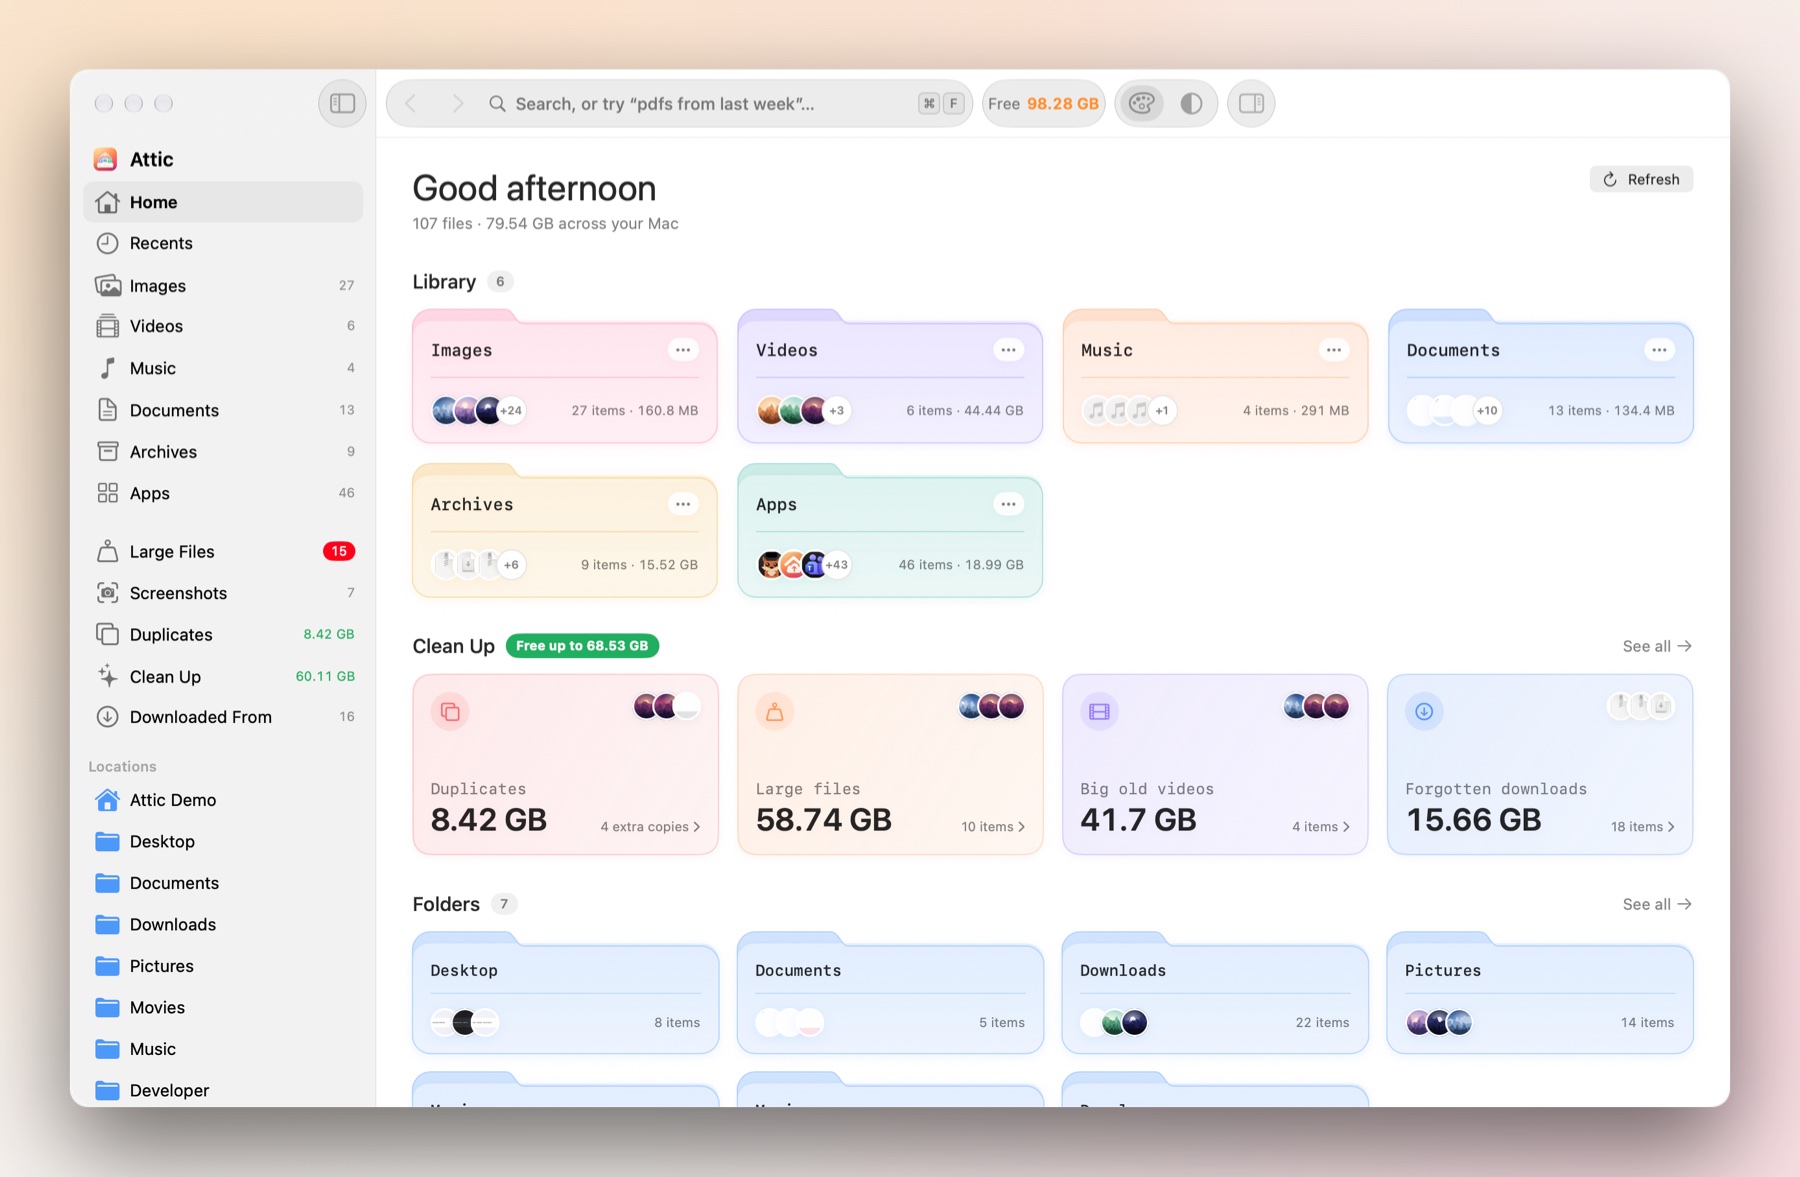 Search, or try “pdfs from last week”...
⌘ F
Free 98.28 GB
Attic
Home
Recents
Images 27
Videos 6
Music 4
Documents 13
Archives 9
Apps 46
Large Files 15
Screenshots 7
Duplicates 8.42 GB
Clean Up 60.11 GB
Downloaded From 16
Locations
Attic Demo
Desktop
Documents
Downloads
Pictures
Movies
Music
Developer
Good afternoon
Refresh
107 files · 79.54 GB across your Mac
Library 6
Images
+24 27 items · 160.8 MB
Videos
+3 6 items · 44.44 GB
Music
+1 4 items · 291 MB
Documents
+10 13 items · 134.4 MB
Archives
+6 9 items · 15.52 GB
Apps
+43 46 items · 18.99 GB
Clean Up Free up to 68.53 GB See all
Duplicates
8.42 GB 4 extra copies
Large files
58.74 GB 10 items
Big old videos
41.7 GB 4 items
Forgotten downloads
15.66 GB 18 items
Folders 7 See all
Desktop
8 items
Documents
5 items
Downloads
22 items
Pictures
14 items